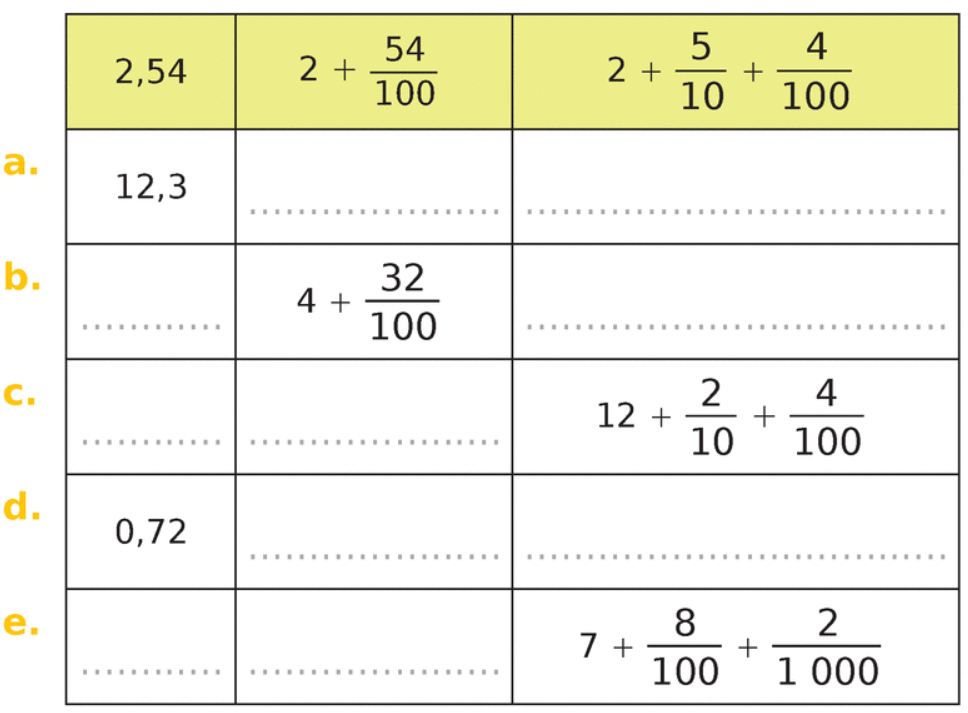 2,54 | 2 + 54/100 | 2 + 5/10 + 4/100
a. 12,3 | ..................... | ...................................
b. ............ | 4 + 32/100 | ...................................
c. ............ | ..................... | 12 + 2/10 + 4/100
d. 0,72 | ..................... | ...................................
e. ............ | ..................... | 7 + 8/100 + 2/1 000